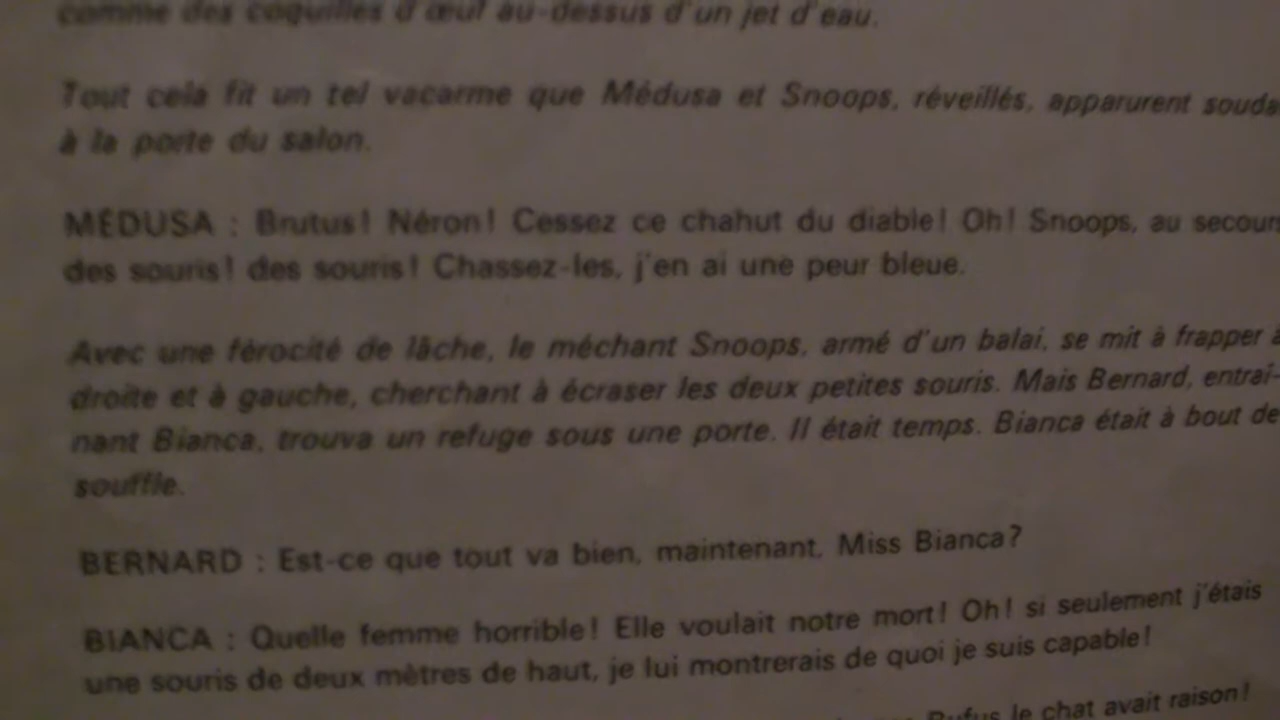 comme des coquilles d'œuf au-dessus d'un jet d'eau.
Tout cela fit un tel vacarme que Médusa et Snoops, réveillés, apparurent souda
à la porte du salon.
MÉDUSA : Brutus! Néron! Cessez ce chahut du diable! Oh! Snoops, au secour
des souris! des souris! Chassez-les, j'en ai une peur bleue.
Avec une férocité de lâche, le méchant Snoops, armé d'un balai, se mit à frapper à
droite et à gauche, cherchant à écraser les deux petites souris. Mais Bernard, entraî-
nant Bianca, trouva un refuge sous une porte. Il était temps. Bianca était à bout de
souffle.
BERNARD : Est-ce que tout va bien, maintenant, Miss Bianca?
BIANCA : Quelle femme horrible! Elle voulait notre mort! Oh! si seulement j'étais
une souris de deux mètres de haut, je lui montrerais de quoi je suis capable!
Rufus le chat avait raison!